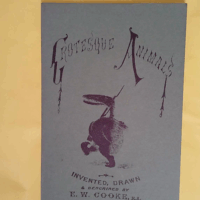 GROTESQUE ANIMALS
INVENTED, DRAWN
& DESCRIBED BY
E. W. COOKE,